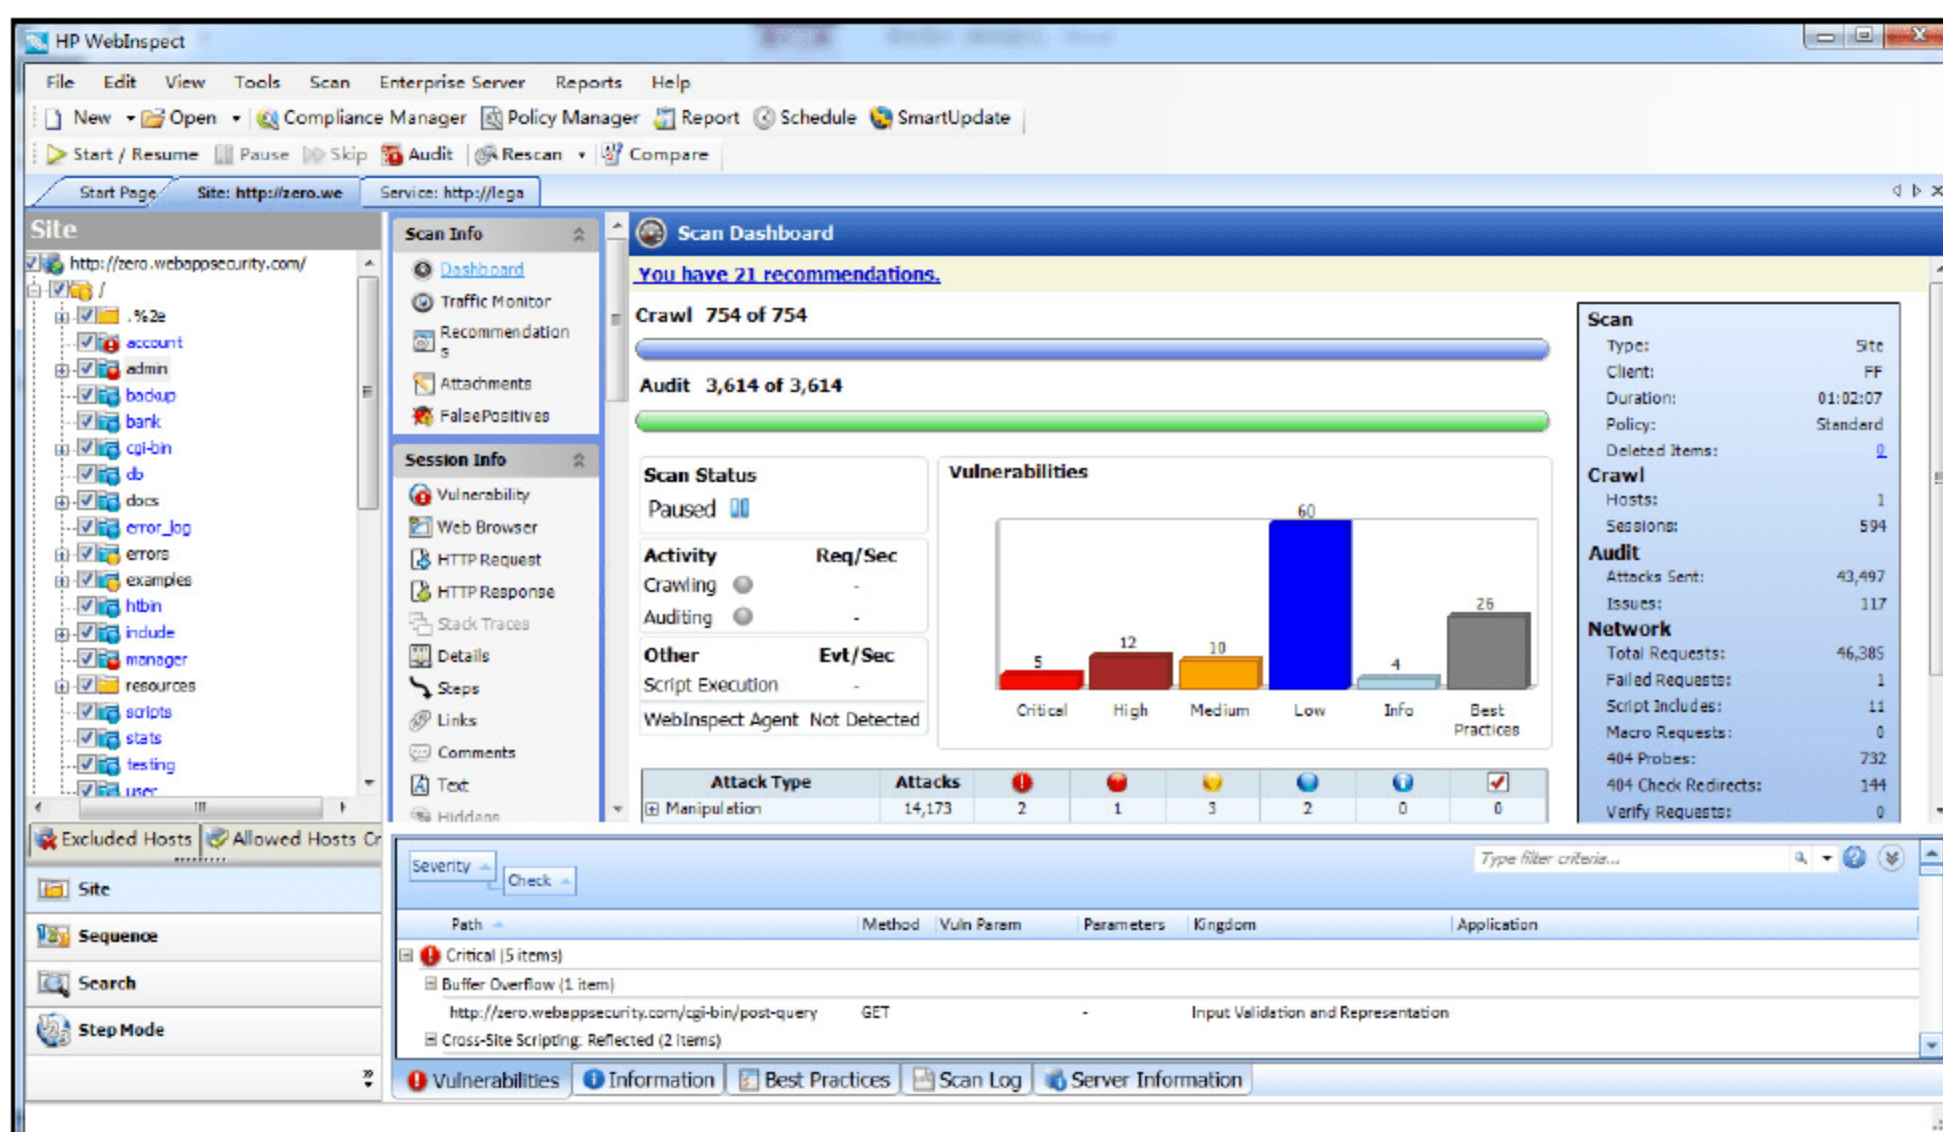 HP WebInspect
File Edit View Tools Scan Enterprise Server Reports Help
New Open Compliance Manager Policy Manager Report Schedule SmartUpdate
Start / Resume Pause Skip Audit Rescan Compare
Start Page Site: http://zero.we Service: http://lega
Site
http://zero.webappsecurity.com/
/
.%2e
account
admin
backup
bank
cgi-bin
db
docs
error_log
errors
examples
htbin
include
manager
resources
scripts
stats
testing
user
Excluded Hosts Allowed Hosts Cr
Site
Sequence
Search
Step Mode
Scan Info
Dashboard
Traffic Monitor
Recommendation
s
Attachments
FalsePositives
Session Info
Vulnerability
Web Browser
HTTP Request
HTTP Response
Stack Traces
Details
Steps
Links
Comments
Text
Hiddens
Scan Dashboard
You have 21 recommendations.
Crawl 754 of 754
Audit 3,614 of 3,614
Scan Status
Paused
Activity Req/Sec
Crawling -
Auditing -
Other Evt/Sec
Script Execution -
WebInspect Agent Not Detected
Vulnerabilities
5 12 10 60 4 26
Critical High Medium Low Info Best
Practices
Attack Type Attacks
Manipulation 14,173 2 1 3 2 0 0
Scan
Type: Site
Client: FF
Duration: 01:02:07
Policy: Standard
Deleted Items: 0
Crawl
Hosts: 1
Sessions: 594
Audit
Attacks Sent: 43,497
Issues: 117
Network
Total Requests: 46,385
Failed Requests: 1
Script Includes: 11
Macro Requests: 0
404 Probes: 732
404 Check Redirects: 144
Verify Requests: 0
Severity
Check
Type filter criteria...
Path Method Vuln Param Parameters Kingdom Application
Critical (5 items)
Buffer Overflow (1 item)
http://zero.webappsecurity.com/cgi-bin/post-query GET - Input Validation and Representation
Cross-Site Scripting: Reflected (2 items)
Vulnerabilities Information Best Practices Scan Log Server Information